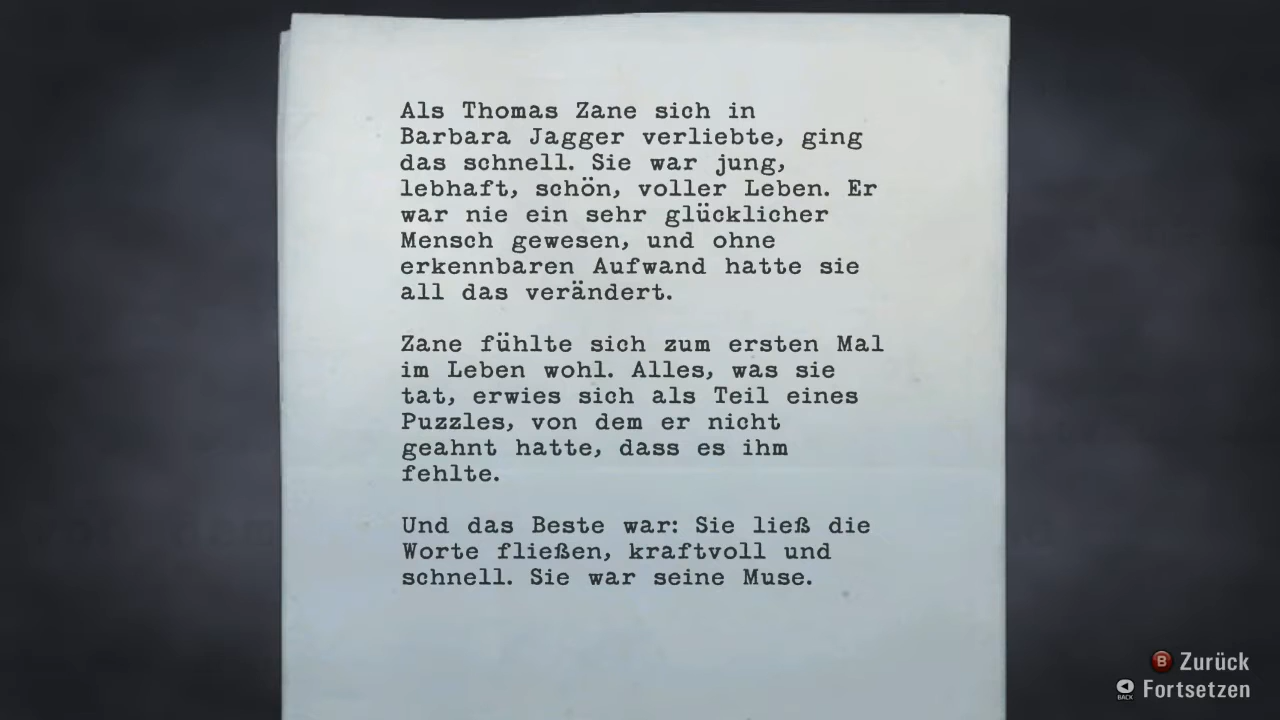 Als Thomas Zane sich in
Barbara Jagger verliebte, ging
das schnell. Sie war jung,
lebhaft, schön, voller Leben. Er
war nie ein sehr glücklicher
Mensch gewesen, und ohne
erkennbaren Aufwand hatte sie
all das verändert.
Zane fühlte sich zum ersten Mal
im Leben wohl. Alles, was sie
tat, erwies sich als Teil eines
Puzzles, von dem er nicht
geahnt hatte, dass es ihm
fehlte.
Und das Beste war: Sie ließ die
Worte fließen, kraftvoll und
schnell. Sie war seine Muse.
B Zurück
BACK Fortsetzen